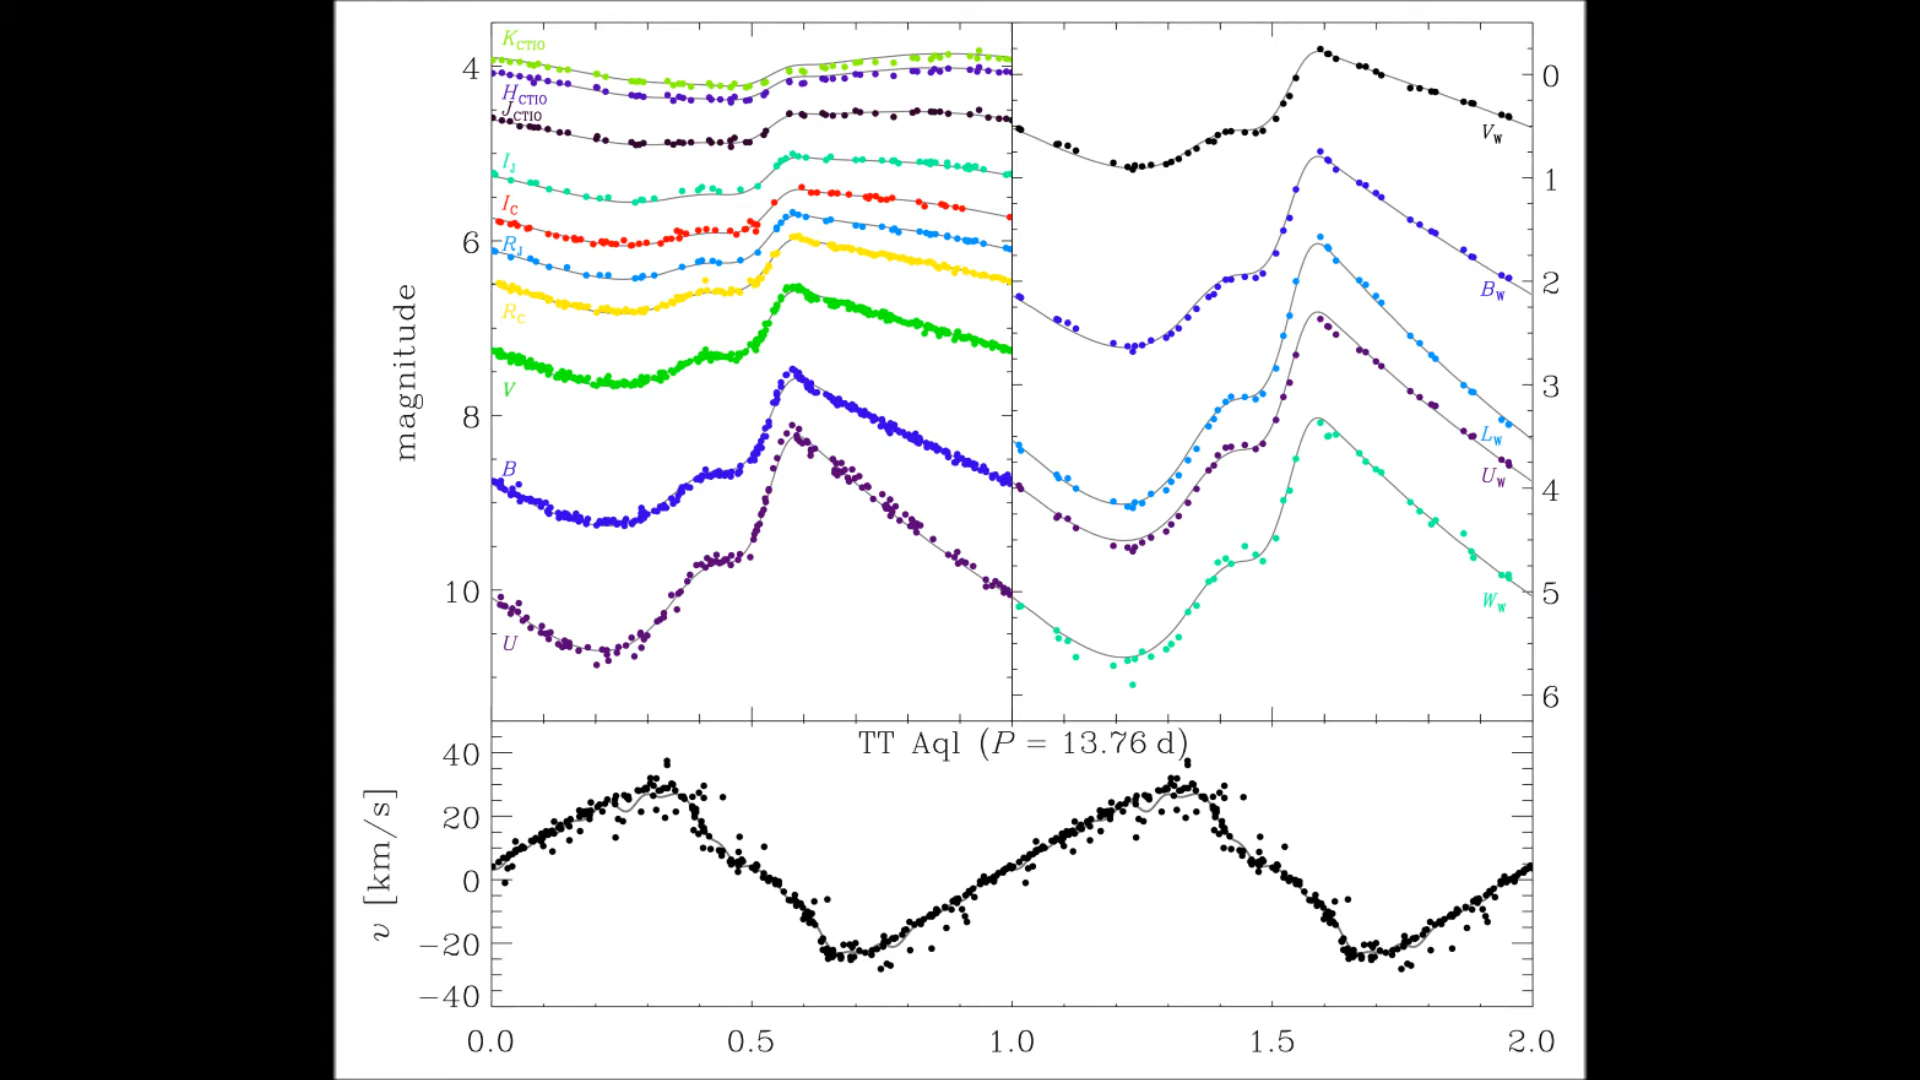 K_CTIO
H_CTIO
J_CTIO
I_J
I_C
R_J
R_C
V
B
U
4
6
8
10
magnitude
V_W
B_W
L_W
U_W
W_W
0
1
2
3
4
5
6
TT Aql (P = 13.76 d)
40
20
0
−20
−40
v [km/s]
0.0 0.5 1.0 1.5 2.0